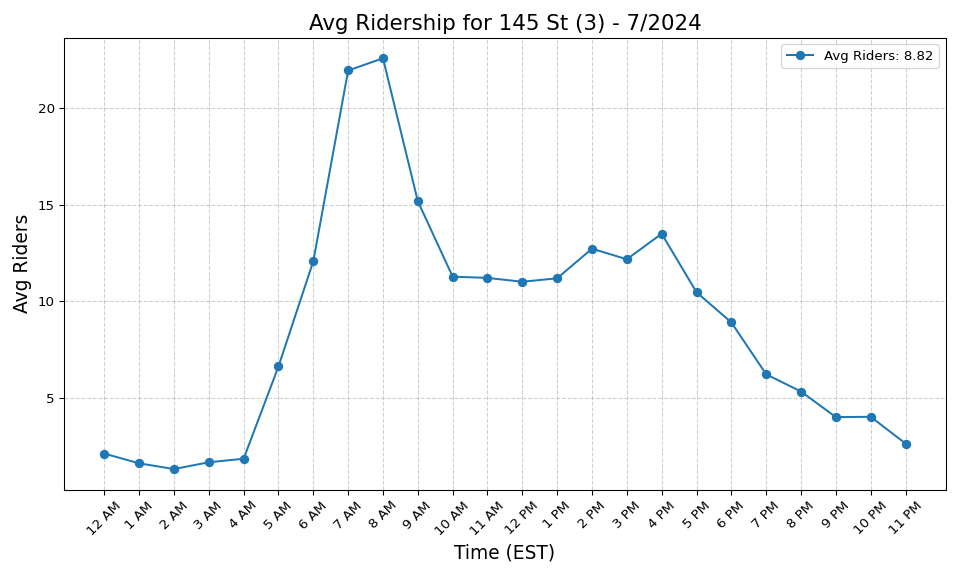 Avg Ridership for 145 St (3) - 7/2024
Avg Riders: 8.82
Avg Riders
20
15
10
5
12 AM
1 AM
2 AM
3 AM
4 AM
5 AM
6 AM
7 AM
8 AM
9 AM
10 AM
11 AM
12 PM
1 PM
2 PM
3 PM
4 PM
5 PM
6 PM
7 PM
8 PM
9 PM
10 PM
11 PM
Time (EST)